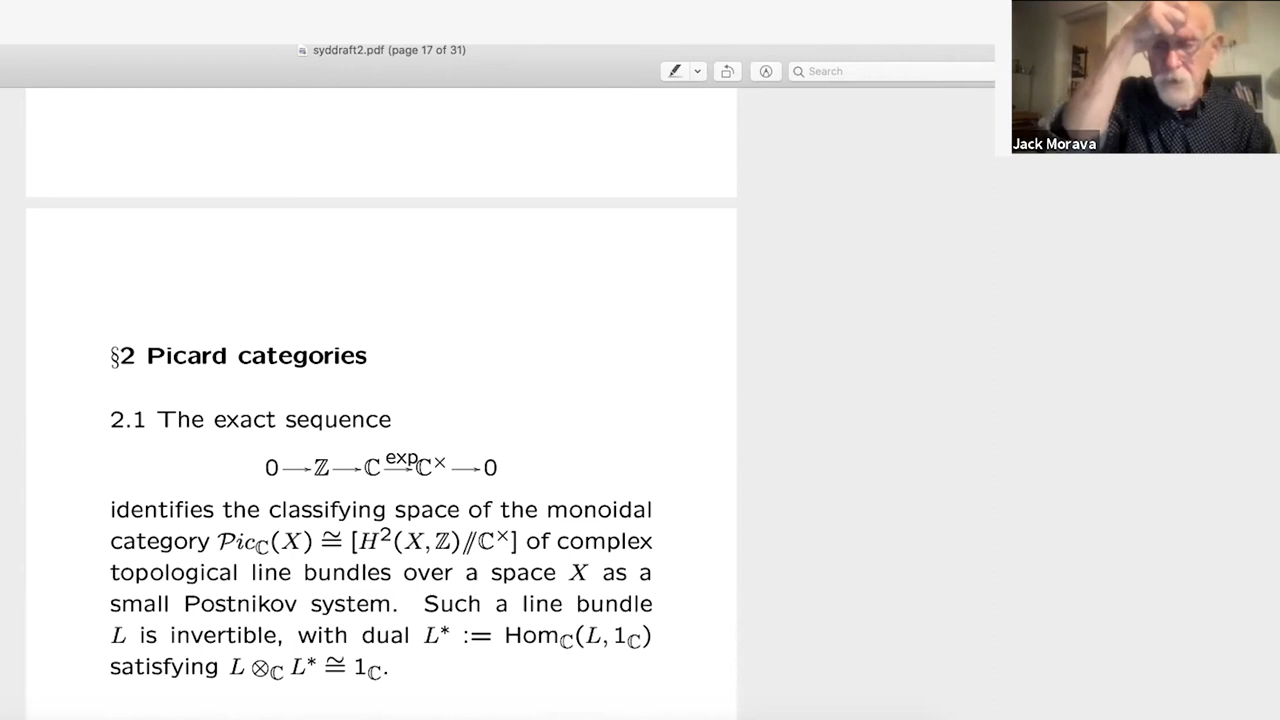 syddraft2.pdf (page 17 of 31)
Search
Jack Morava
§2 Picard categories
2.1 The exact sequence
0 ⟶ ℤ ⟶ ℂ exp⟶ ℂ× ⟶ 0
identifies the classifying space of the monoidal
category 𝒫ic_ℂ(X) ≅ [H²(X, ℤ)//ℂ×] of complex
topological line bundles over a space X as a
small Postnikov system. Such a line bundle
L is invertible, with dual L* := Hom_ℂ(L, 1_ℂ)
satisfying L ⊗_ℂ L* ≅ 1_ℂ.